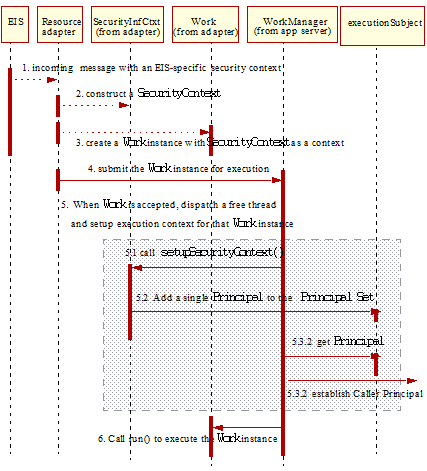 EIS
Resource
adapter
SecurityInfCtxt
(from adapter)
Work
(from adapter)
WorkManager
(from app server)
executionSubject
1. incoming message with an EIS-specific security context
2. construct a SecurityContext
3. create a Work instance with SecurityContext as a context
4. submit the Work instance for execution
5. When Work is accepted, dispatch a free thread
and setup execution context for that Work instance
5.1 call setupSecurityContext()
5.2 Add a single Principal to the Principal Set
5.3.2 get Principal
5.3.2 establish Caller Principal
6. Call run() to execute the Work instance